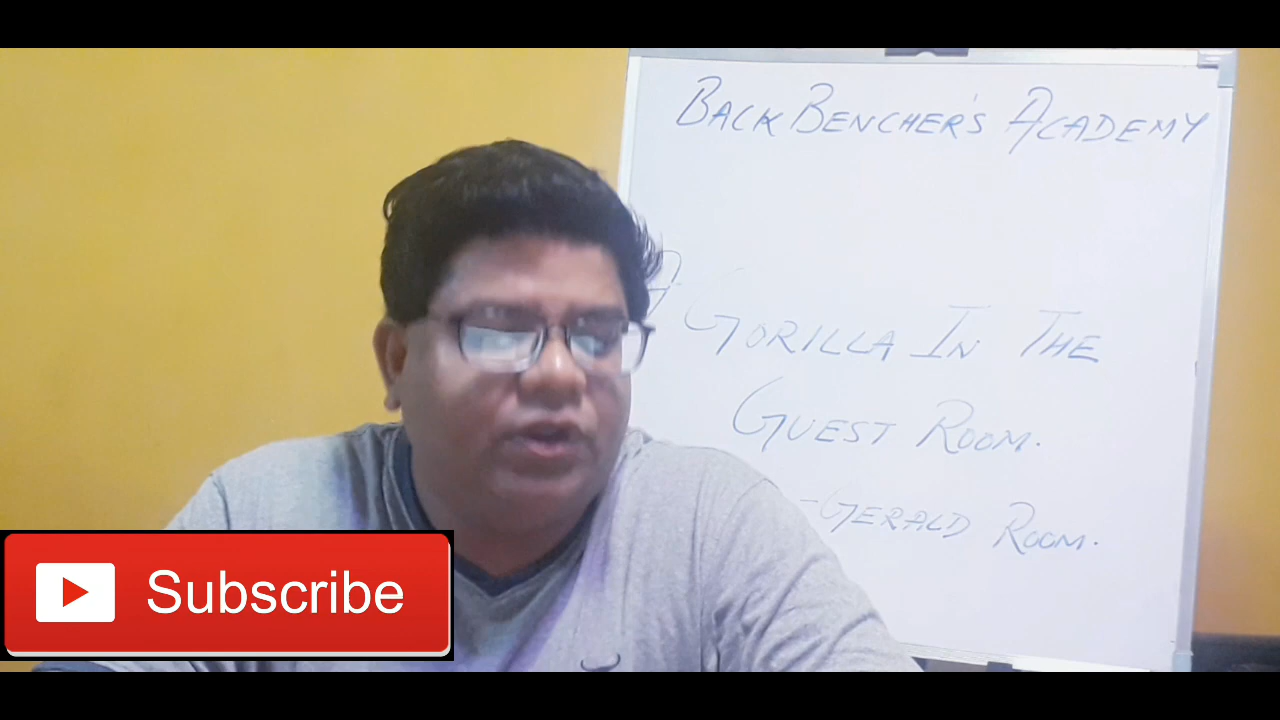 BACK BENCHER'S ACADEMY
A GORILLA IN THE
GUEST ROOM.
-GERALD ROOM.
Subscribe